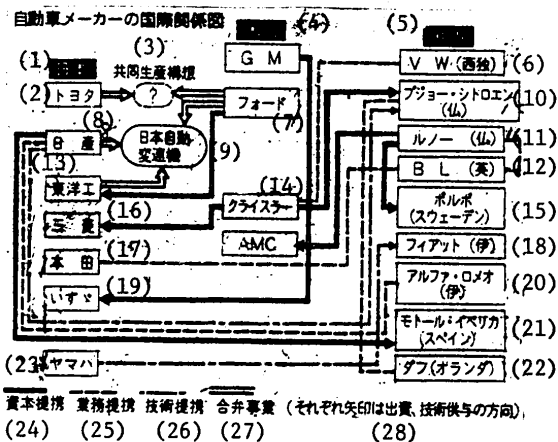 自動車メーカーの国際関係図
(1) (3) (4) (5)
共同生産構想
GM
VW(西独) (6)
(2) トヨタ ? フォード (7)
プジョー・シトロエン(仏) (10)
(8)
日産 (13)
日本自動変速機 (9)
ルノー(仏) (11)
BL(英) (12)
東洋工
(14) クライスラー
三菱 (16)
ボルボ(スウェーデン) (15)
本田 (17)
AMC
フィアット(伊) (18)
いすゞ (19)
アルファ・ロメオ(伊) (20)
モトール・イベリカ(スペイン) (21)
(23) ヤマハ
ダフ(オランダ) (22)
資本提携 業務提携 技術提携 合弁事業 (それぞれ矢印は出資、技術供与の方向)
(24) (25) (26) (27) (28)